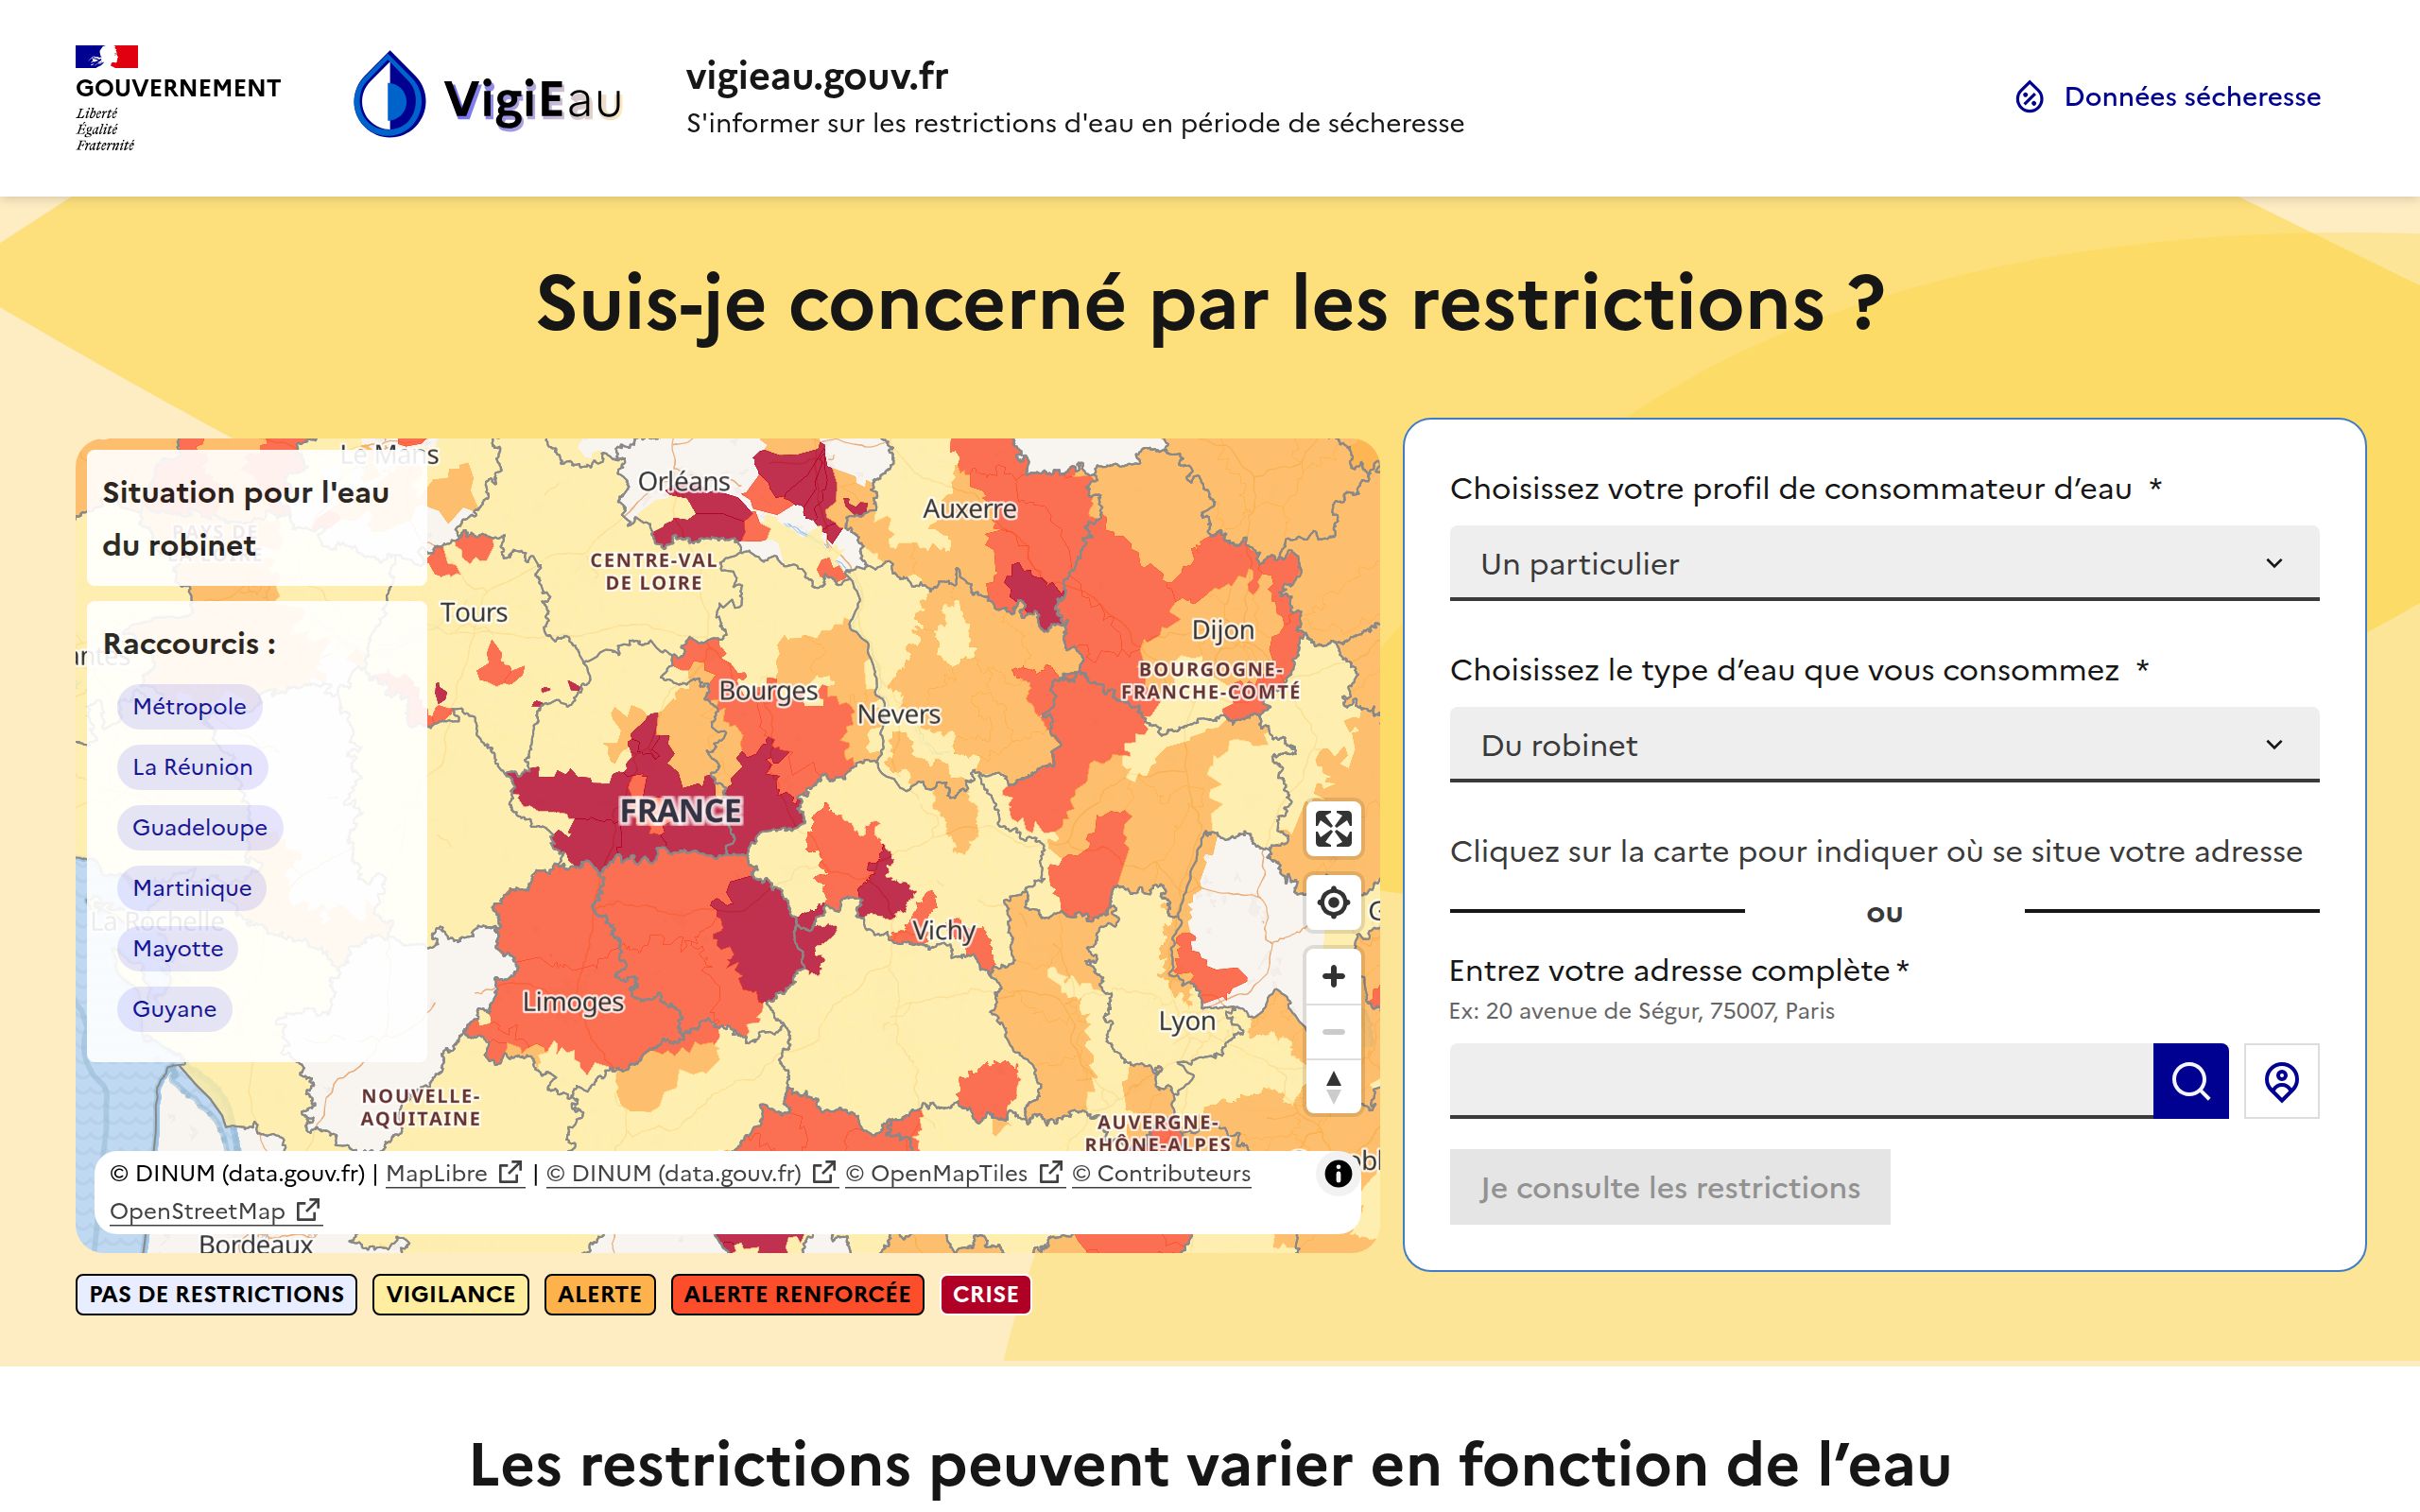 GOUVERNEMENT
Liberté
Égalité
Fraternité
VigiEau
vigieau.gouv.fr
S'informer sur les restrictions d'eau en période de sécheresse
Données sécheresse
Suis-je concerné par les restrictions ?
Le Mans
Situation pour l'eau
du robinet
Raccourcis :
Métropole
La Réunion
Guadeloupe
Martinique
La Rochelle
Mayotte
Guyane
Orléans
Auxerre
CENTRE-VAL
DE LOIRE
Tours
Dijon
BOURGOGNE-
FRANCHE-COMTÉ
Bourges
Nevers
FRANCE
Vichy
Limoges
Lyon
NOUVELLE-
AQUITAINE
AUVERGNE-
RHÔNE-ALPES
© DINUM (data.gouv.fr) | MapLibre | © DINUM (data.gouv.fr) © OpenMapTiles © Contributeurs
OpenStreetMap
Bordeaux
PAS DE RESTRICTIONS
VIGILANCE
ALERTE
ALERTE RENFORCÉE
CRISE
Choisissez votre profil de consommateur d’eau *
Un particulier
Choisissez le type d’eau que vous consommez *
Du robinet
Cliquez sur la carte pour indiquer où se situe votre adresse
ou
Entrez votre adresse complète *
Ex: 20 avenue de Ségur, 75007, Paris
Je consulte les restrictions
Les restrictions peuvent varier en fonction de l’eau